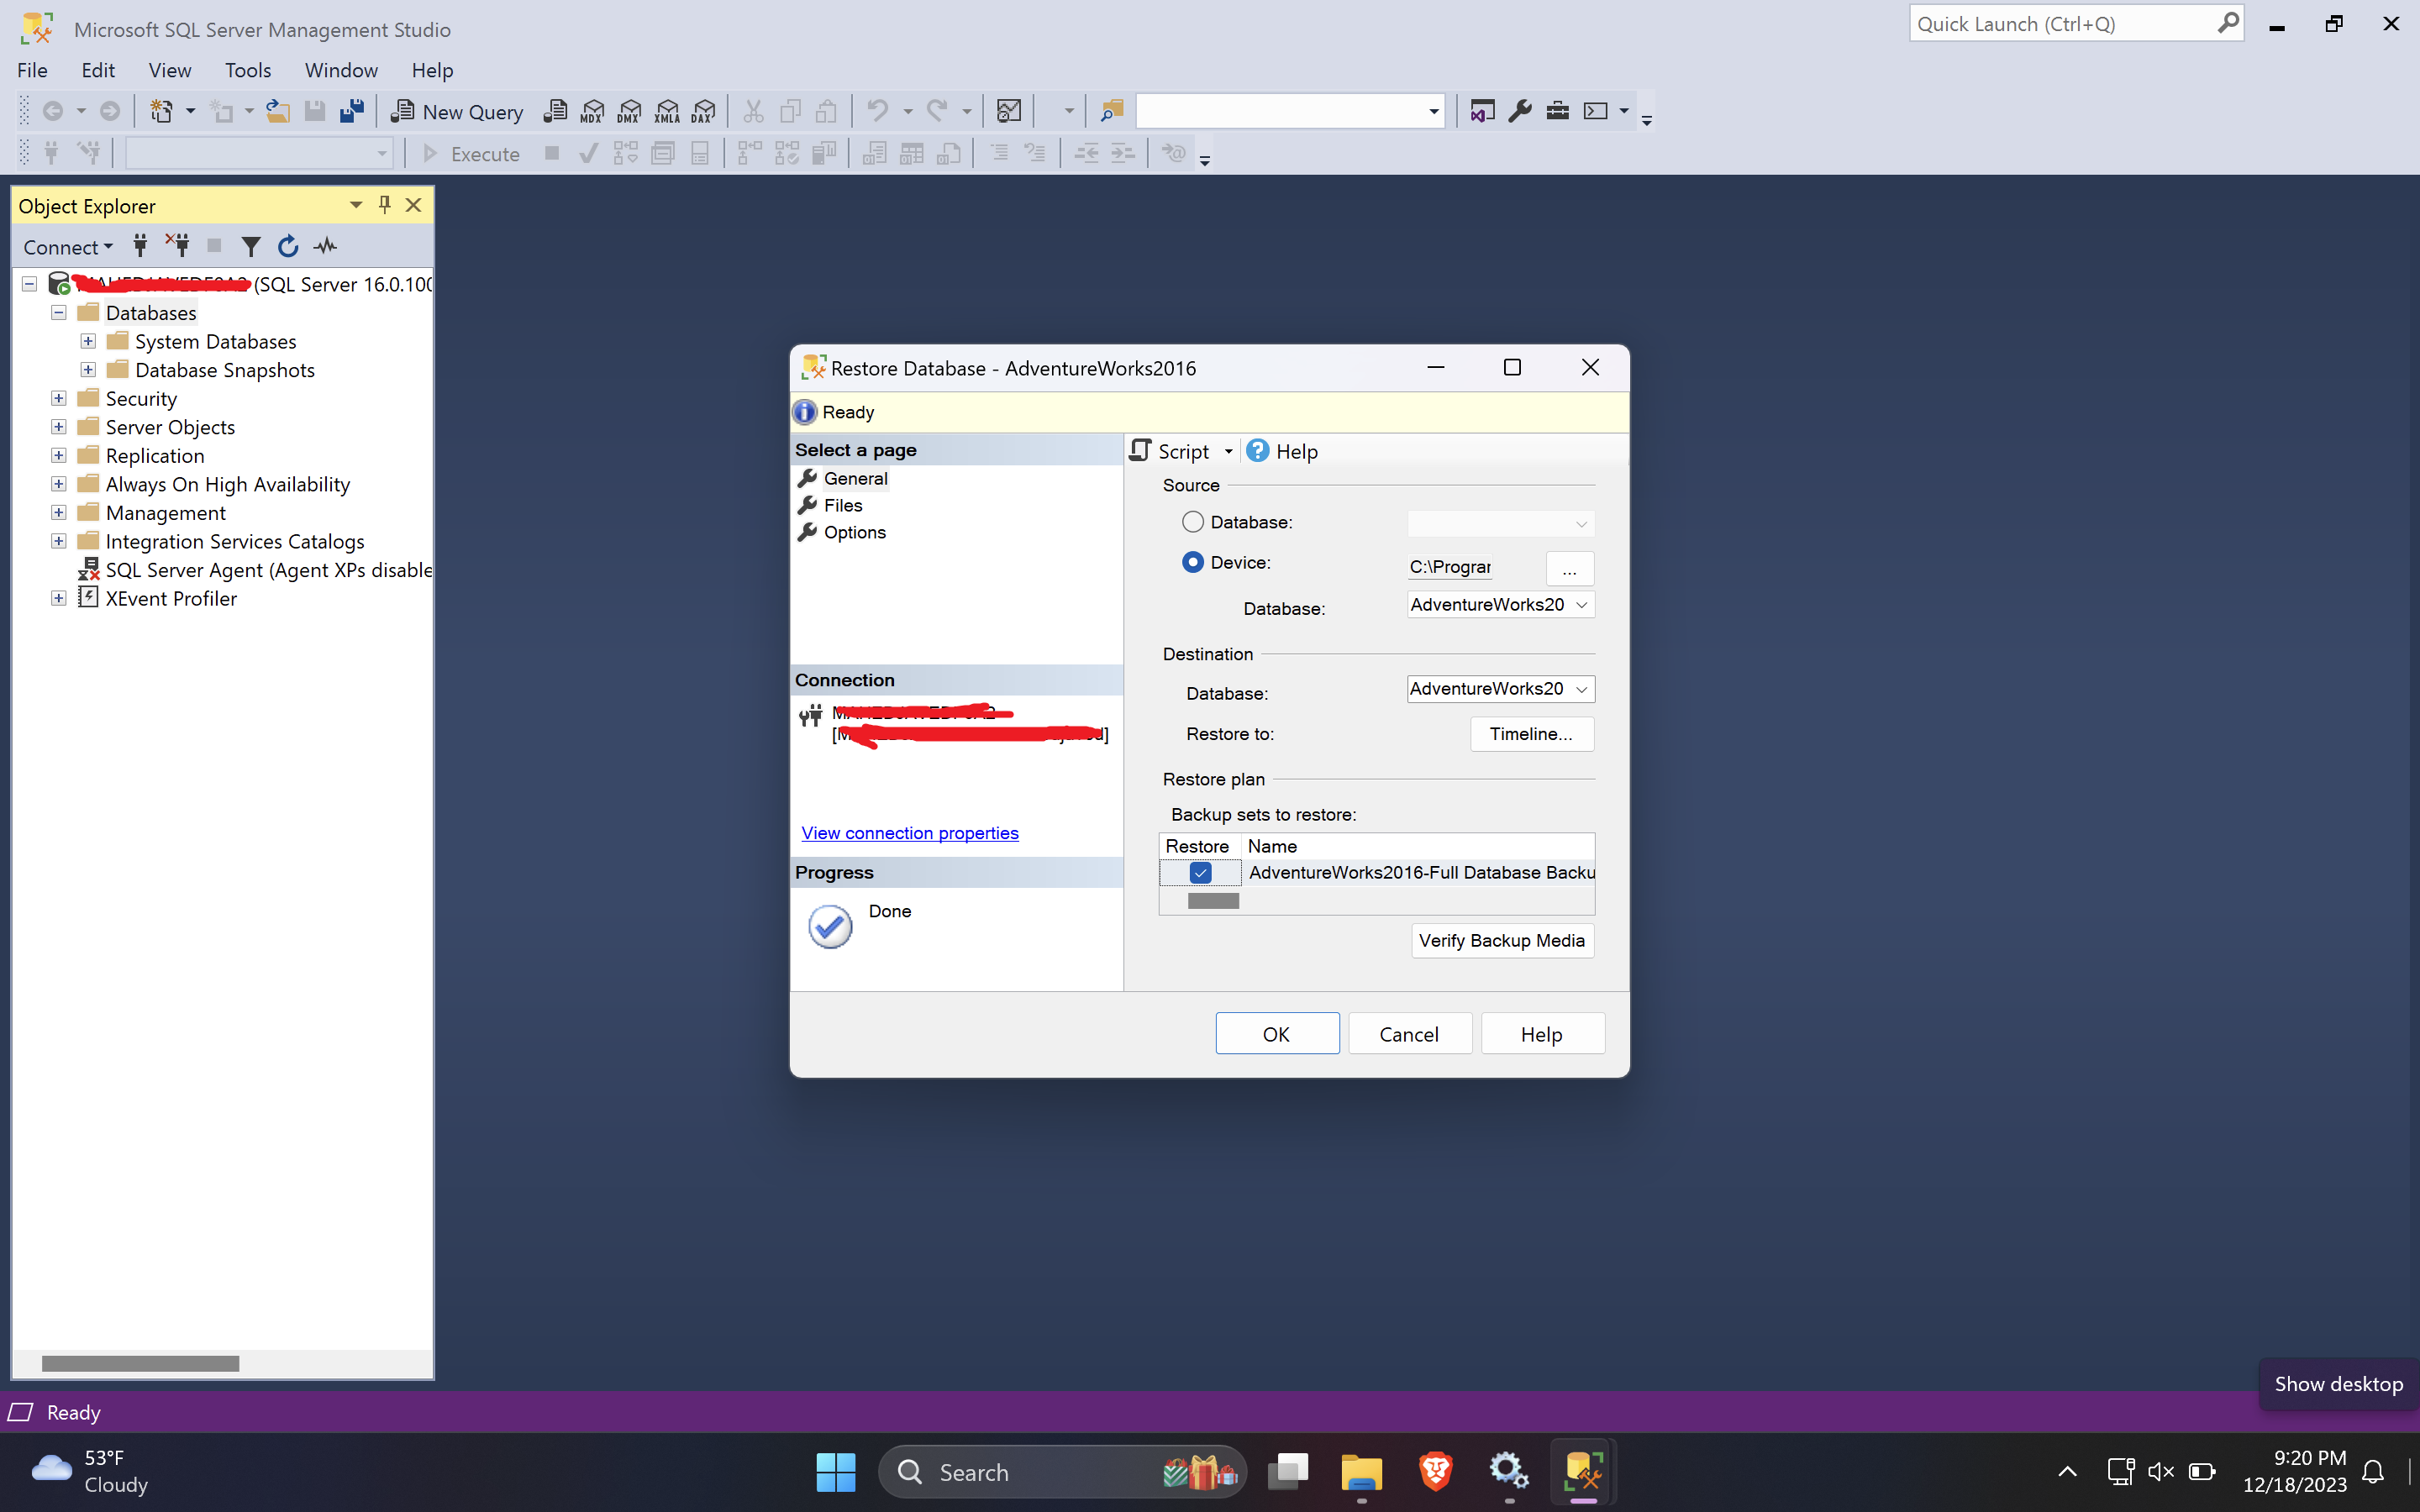 Microsoft SQL Server Management Studio
Quick Launch (Ctrl+Q)
File Edit View Tools Window Help
New Query MDX DMX XMLA DAX
Execute
Object Explorer
Connect
(SQL Server 16.0.100
Databases
System Databases
Database Snapshots
Security
Server Objects
Replication
Always On High Availability
Management
Integration Services Catalogs
SQL Server Agent (Agent XPs disable
XEvent Profiler
Restore Database - AdventureWorks2016
Ready
Select a page
General
Files
Options
Connection
View connection properties
Progress
Done
Script Help
Source
Database:
Device: C:\Prograr ...
Database: AdventureWorks20
Destination
Database: AdventureWorks20
Restore to: Timeline...
Restore plan
Backup sets to restore:
Restore Name
AdventureWorks2016-Full Database Backu
Verify Backup Media
OK Cancel Help
Show desktop
Ready
53°F
Cloudy
Search
9:20 PM
12/18/2023